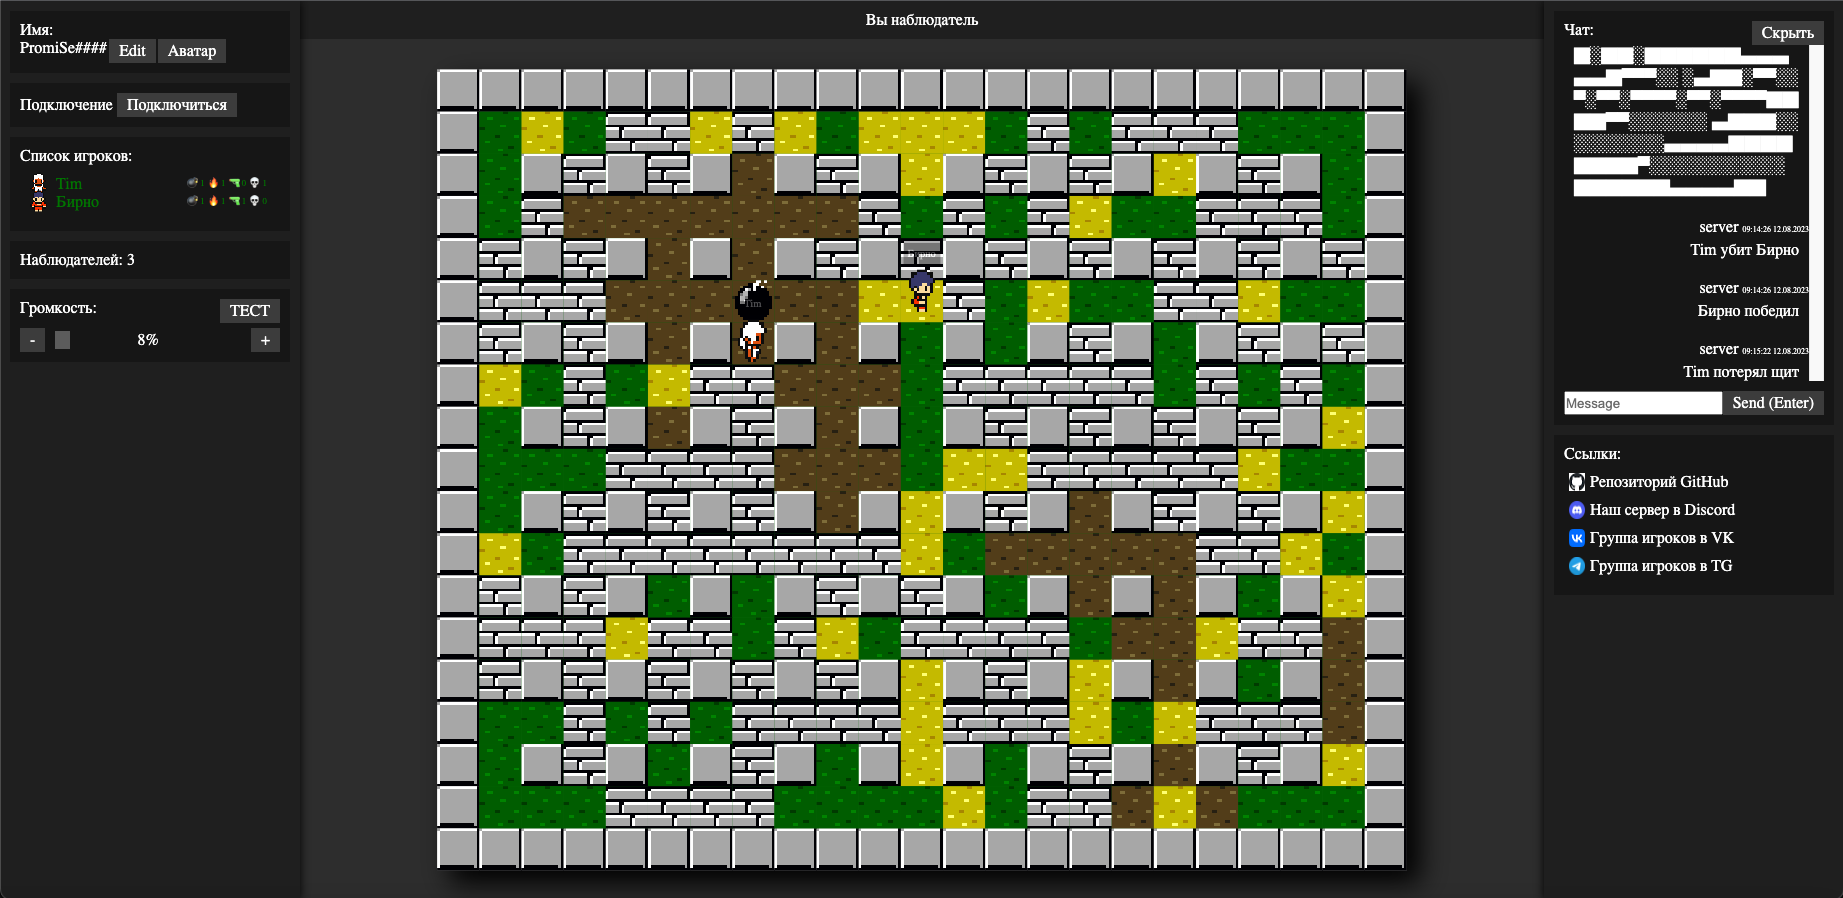 Имя:
PromiSe#### Edit Аватар
Подключение Подключиться
Список игроков:
Tim
Бирно
Наблюдателей: 3
Громкость: ТЕСТ
- 8% +
Вы наблюдатель
Бирно
Tim
Чат: Скрыть
server 09:14:26 12.08.2023
Tim убит Бирно
server 09:14:26 12.08.2023
Бирно победил
server 09:15:22 12.08.2023
Tim потерял щит
Message Send (Enter)
Ссылки:
Репозиторий GitHub
Наш сервер в Discord
Группа игроков в VK
Группа игроков в TG